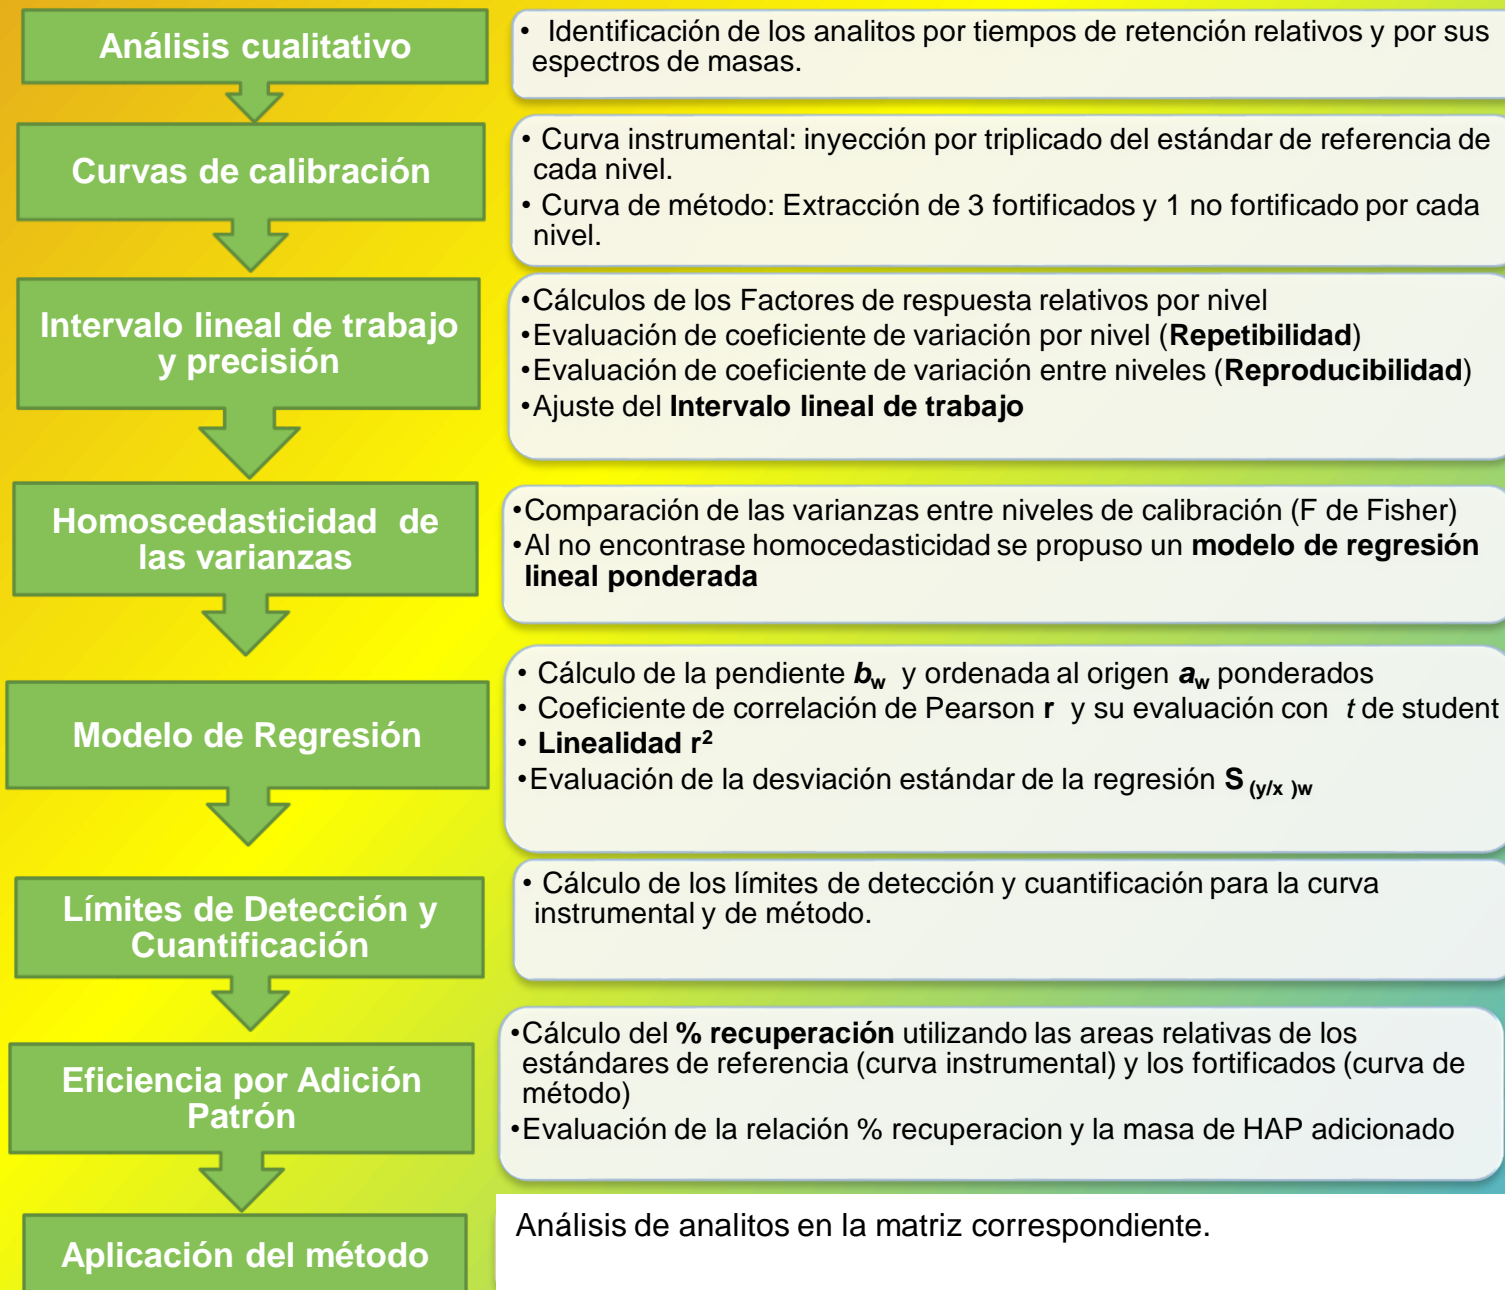 Análisis cualitativo
• Identificación de los analitos por tiempos de retención relativos y por sus
espectros de masas.
Curvas de calibración
• Curva instrumental: inyección por triplicado del estándar de referencia de
cada nivel.
• Curva de método: Extracción de 3 fortificados y 1 no fortificado por cada
nivel.
Intervalo lineal de trabajo
y precisión
•Cálculos de los Factores de respuesta relativos por nivel
•Evaluación de coeficiente de variación por nivel (Repetibilidad)
•Evaluación de coeficiente de variación entre niveles (Reproducibilidad)
•Ajuste del Intervalo lineal de trabajo
Homoscedasticidad de
las varianzas
•Comparación de las varianzas entre niveles de calibración (F de Fisher)
•Al no encontrase homocedasticidad se propuso un modelo de regresión
lineal ponderada
Modelo de Regresión
• Cálculo de la pendiente bw y ordenada al origen aw ponderados
• Coeficiente de correlación de Pearson r y su evaluación con t de student
• Linealidad r²
•Evaluación de la desviación estándar de la regresión S (y/x )w
Límites de Detección y
Cuantificación
• Cálculo de los límites de detección y cuantificación para la curva
instrumental y de método.
Eficiencia por Adición
Patrón
•Cálculo del % recuperación utilizando las areas relativas de los
estándares de referencia (curva instrumental) y los fortificados (curva de
método)
•Evaluación de la relación % recuperacion y la masa de HAP adicionado
Aplicación del método
Análisis de analitos en la matriz correspondiente.